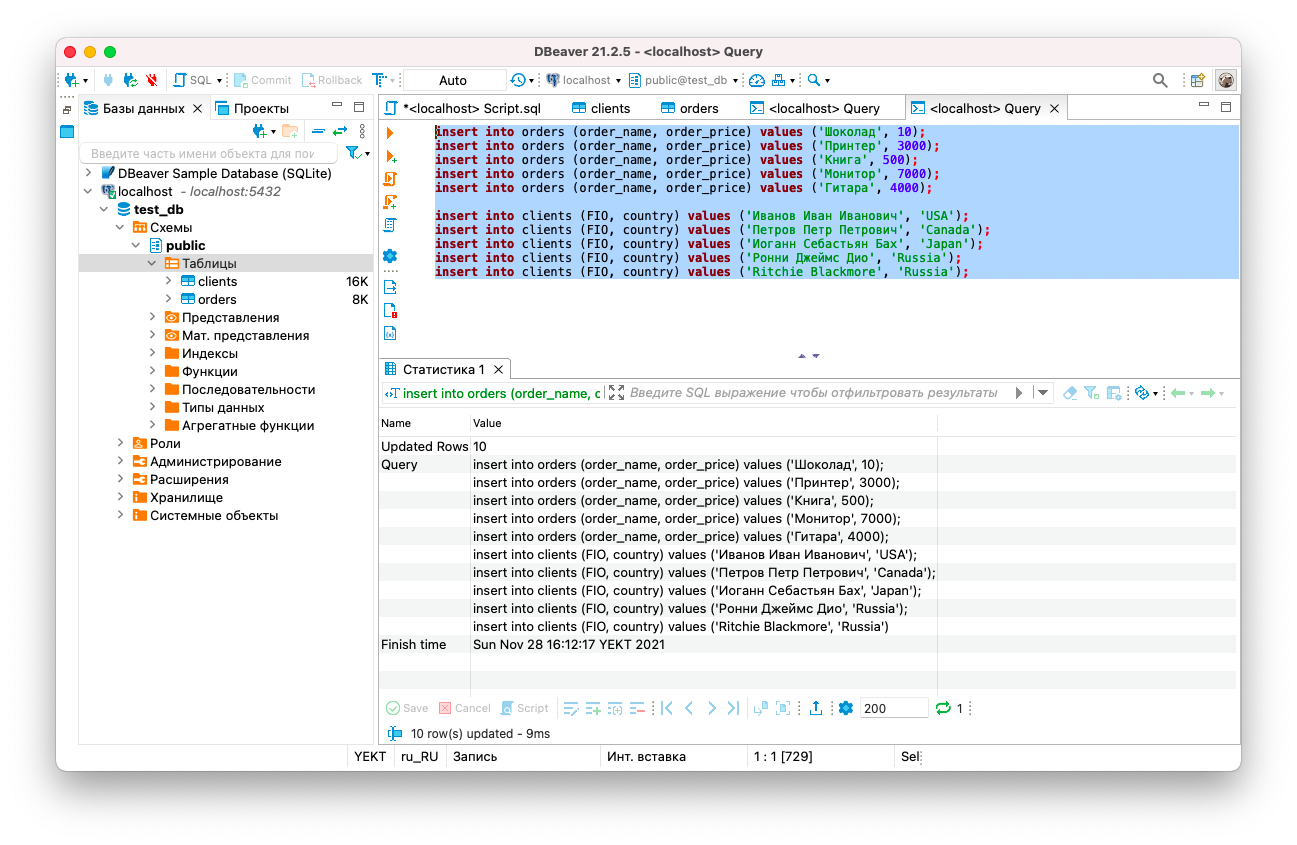 DBeaver 21.2.5 - <localhost> Query
SQL Commit Rollback Auto localhost public@test_db
Базы данных Проекты
Введите часть имени объекта для пои
DBeaver Sample Database (SQLite)
localhost - localhost:5432
test_db
Схемы
public
Таблицы
clients 16K
orders 8K
Представления
Мат. представления
Индексы
Функции
Последовательности
Типы данных
Агрегатные функции
Роли
Администрирование
Расширения
Хранилище
Системные объекты
*<localhost> Script.sql clients orders <localhost> Query <localhost> Query
insert into orders (order_name, order_price) values ('Шоколад', 10);
insert into orders (order_name, order_price) values ('Принтер', 3000);
insert into orders (order_name, order_price) values ('Книга', 500);
insert into orders (order_name, order_price) values ('Монитор', 7000);
insert into orders (order_name, order_price) values ('Гитара', 4000);
insert into clients (FIO, country) values ('Иванов Иван Иванович', 'USA');
insert into clients (FIO, country) values ('Петров Петр Петрович', 'Canada');
insert into clients (FIO, country) values ('Иоганн Себастьян Бах', 'Japan');
insert into clients (FIO, country) values ('Ронни Джеймс Дио', 'Russia');
insert into clients (FIO, country) values ('Ritchie Blackmore', 'Russia');
Статистика 1
insert into orders (order_name, o Введите SQL выражение чтобы отфильтровать результаты
Name Value
Updated Rows 10
Query insert into orders (order_name, order_price) values ('Шоколад', 10);
insert into orders (order_name, order_price) values ('Принтер', 3000);
insert into orders (order_name, order_price) values ('Книга', 500);
insert into orders (order_name, order_price) values ('Монитор', 7000);
insert into orders (order_name, order_price) values ('Гитара', 4000);
insert into clients (FIO, country) values ('Иванов Иван Иванович', 'USA');
insert into clients (FIO, country) values ('Петров Петр Петрович', 'Canada');
insert into clients (FIO, country) values ('Иоганн Себастьян Бах', 'Japan');
insert into clients (FIO, country) values ('Ронни Джеймс Дио', 'Russia');
insert into clients (FIO, country) values ('Ritchie Blackmore', 'Russia')
Finish time Sun Nov 28 16:12:17 YEKT 2021
Save Cancel Script 200 1
10 row(s) updated - 9ms
YEKT ru_RU Запись Инт. вставка 1 : 1 [729] Sel